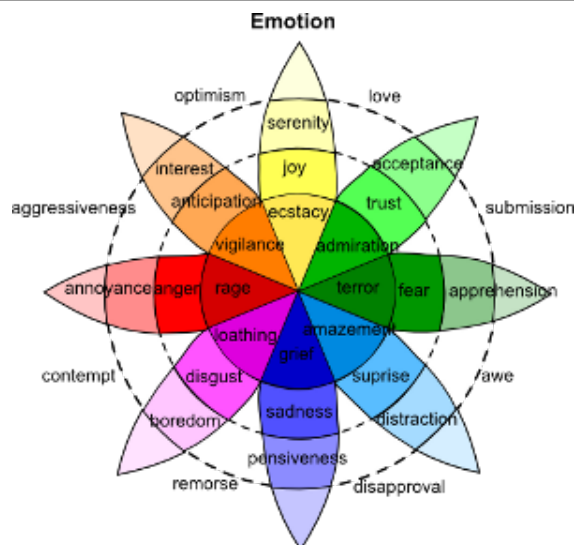 Emotion
optimism
love
serenity
interest
acceptance
joy
anticipation
trust
aggressiveness
ecstacy
submission
vigilance
admiration
annoyance
anger
rage
terror
fear
apprehension
loathing
amazement
grief
contempt
disgust
suprise
awe
boredom
sadness
distraction
pensiveness
remorse
disapproval